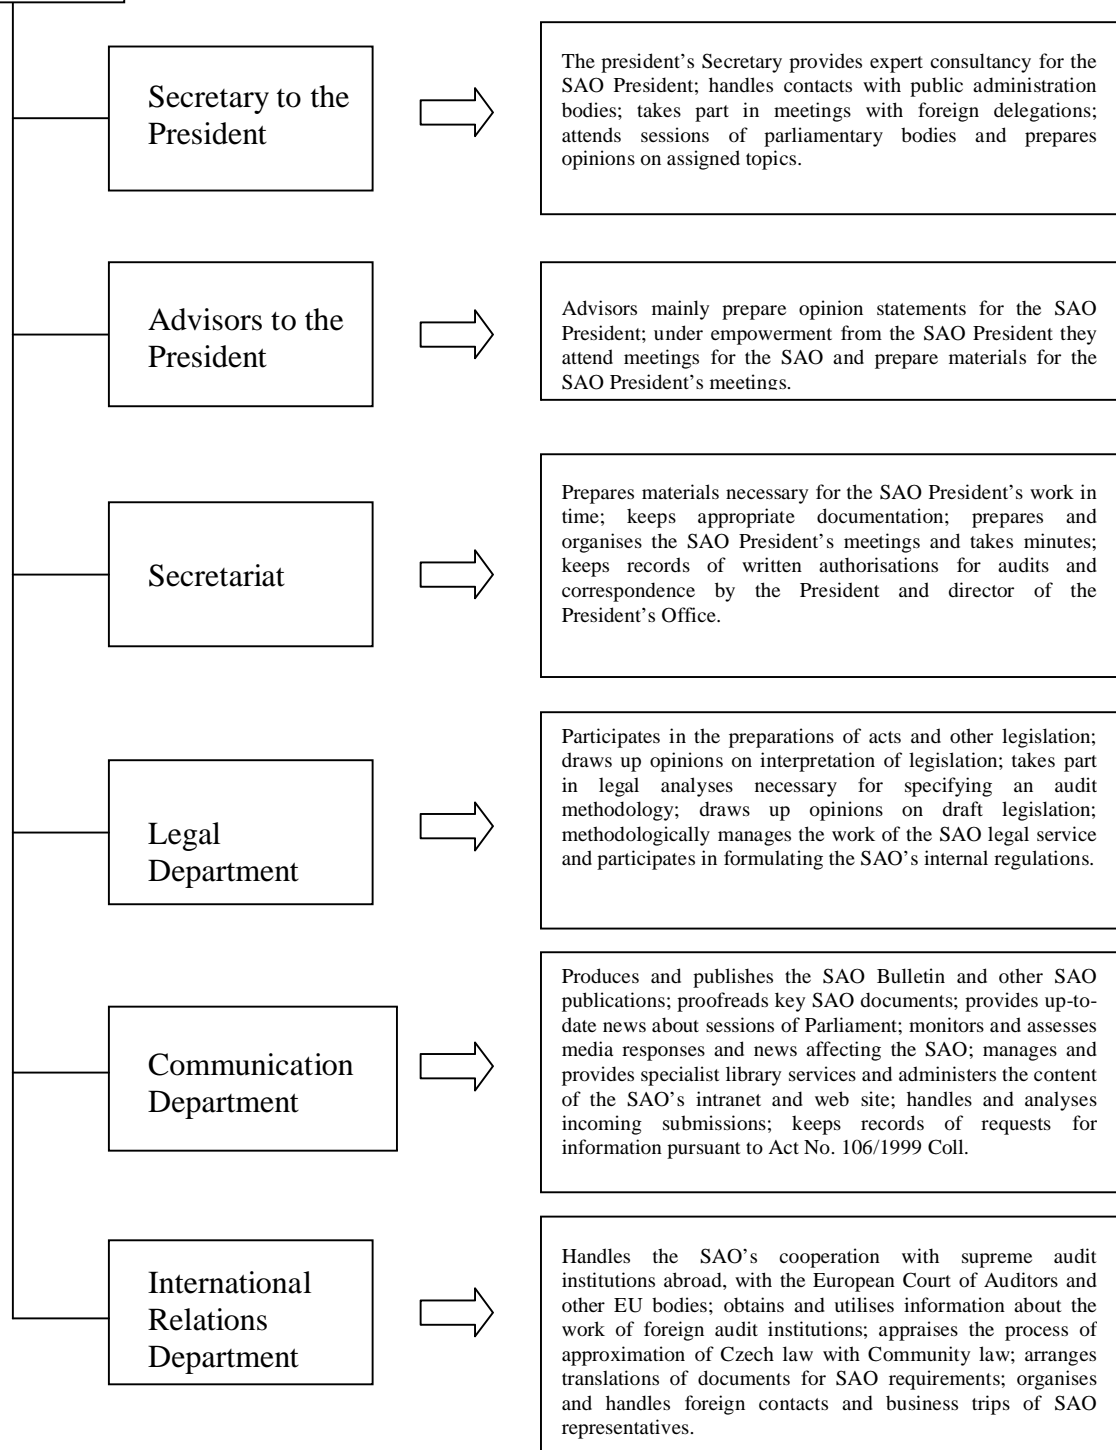 Secretary to the
President
The president's Secretary provides expert consultancy for the
SAO President; handles contacts with public administration
bodies; takes part in meetings with foreign delegations;
attends sessions of parliamentary bodies and prepares
opinions on assigned topics.
Advisors to the
President
Advisors mainly prepare opinion statements for the SAO
President; under empowerment from the SAO President they
attend meetings for the SAO and prepare materials for the
SAO President's meetings.
Secretariat
Prepares materials necessary for the SAO President's work in
time; keeps appropriate documentation; prepares and
organises the SAO President's meetings and takes minutes;
keeps records of written authorisations for audits and
correspondence by the President and director of the
President's Office.
Legal
Department
Participates in the preparations of acts and other legislation;
draws up opinions on interpretation of legislation; takes part
in legal analyses necessary for specifying an audit
methodology; draws up opinions on draft legislation;
methodologically manages the work of the SAO legal service
and participates in formulating the SAO's internal regulations.
Communication
Department
Produces and publishes the SAO Bulletin and other SAO
publications; proofreads key SAO documents; provides up-to-
date news about sessions of Parliament; monitors and assesses
media responses and news affecting the SAO; manages and
provides specialist library services and administers the content
of the SAO's intranet and web site; handles and analyses
incoming submissions; keeps records of requests for
information pursuant to Act No. 106/1999 Coll.
International
Relations
Department
Handles the SAO's cooperation with supreme audit
institutions abroad, with the European Court of Auditors and
other EU bodies; obtains and utilises information about the
work of foreign audit institutions; appraises the process of
approximation of Czech law with Community law; arranges
translations of documents for SAO requirements; organises
and handles foreign contacts and business trips of SAO
representatives.